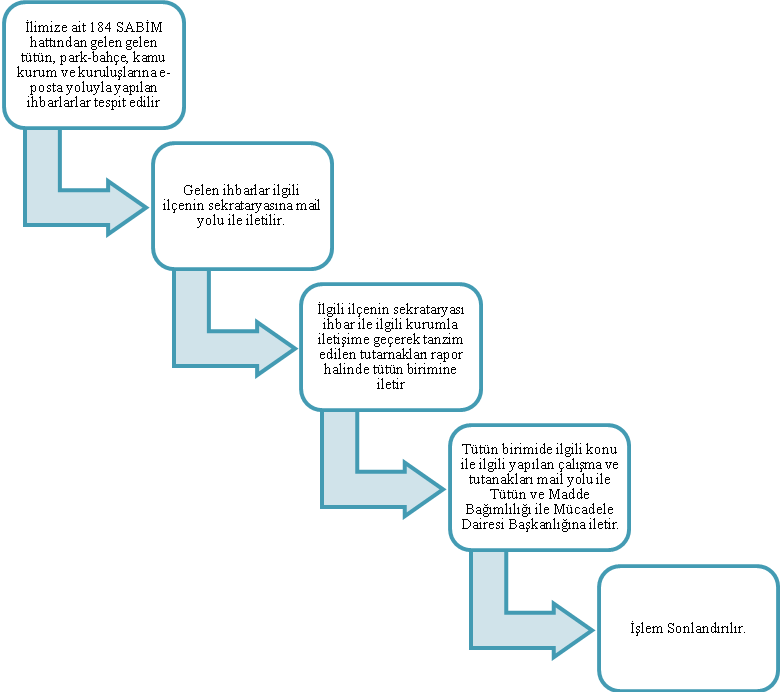 İlimize ait 184 SABİM
hattından gelen gelen
tütün, park-bahçe, kamu
kurum ve kuruluşlarına e-
posta yoluyla yapılan
ihbarlarlar tespit edilir
Gelen ihbarlar ilgili
ilçenin sekrataryasına mail
yolu ile iletilir.
İlgili ilçenin sekrataryası
ihbar ile ilgili kurumla
iletişime geçerek tanzim
edilen tutarnakları rapor
halinde tütün birimine
iletir
Tütün birimide ilgili konu
ile ilgili yapılan çalışma ve
tutanakları mail yolu ile
Tütün ve Madde
Bağımlılığı ile Mücadele
Dairesi Başkanlığına iletir.
İşlem Sonlandırılır.